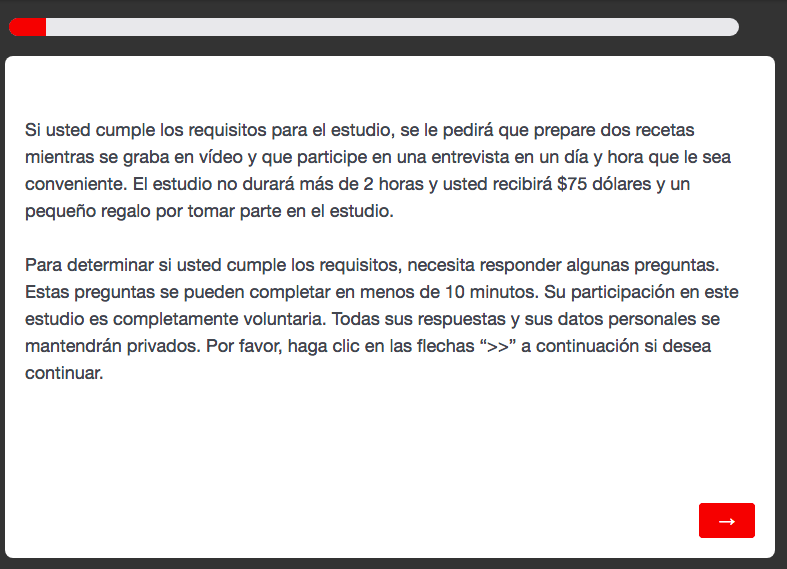 Si usted cumple los requisitos para el estudio, se le pedirá que prepare dos recetas
mientras se graba en vídeo y que participe en una entrevista en un día y hora que le sea
conveniente. El estudio no durará más de 2 horas y usted recibirá $75 dólares y un
pequeño regalo por tomar parte en el estudio.
Para determinar si usted cumple los requisitos, necesita responder algunas preguntas.
Estas preguntas se pueden completar en menos de 10 minutos. Su participación en este
estudio es completamente voluntaria. Todas sus respuestas y sus datos personales se
mantendrán privados. Por favor, haga clic en las flechas “>>” a continuación si desea
continuar.
→